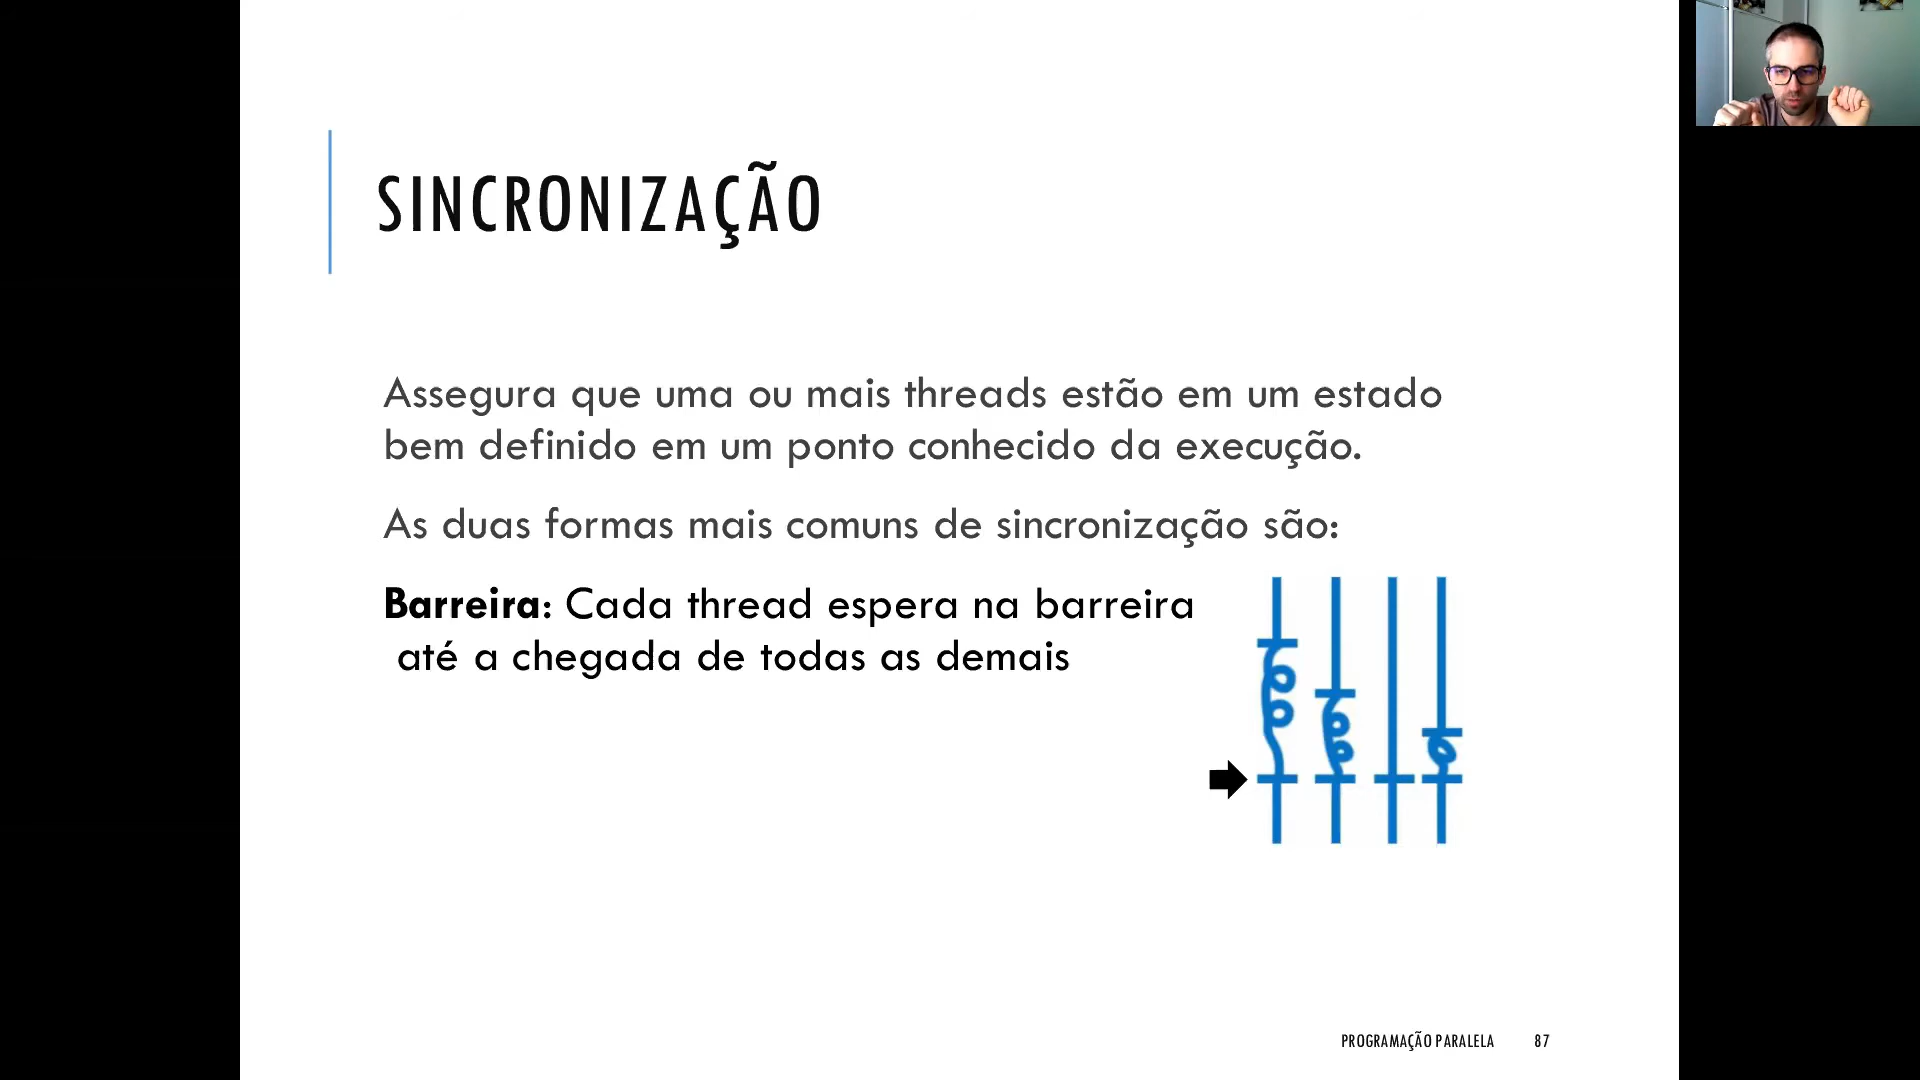 SINCRONIZAÇÃO
Assegura que uma ou mais threads estão em um estado
bem definido em um ponto conhecido da execução.
As duas formas mais comuns de sincronização são:
Barreira: Cada thread espera na barreira
até a chegada de todas as demais
PROGRAMAÇÃO PARALELA 87